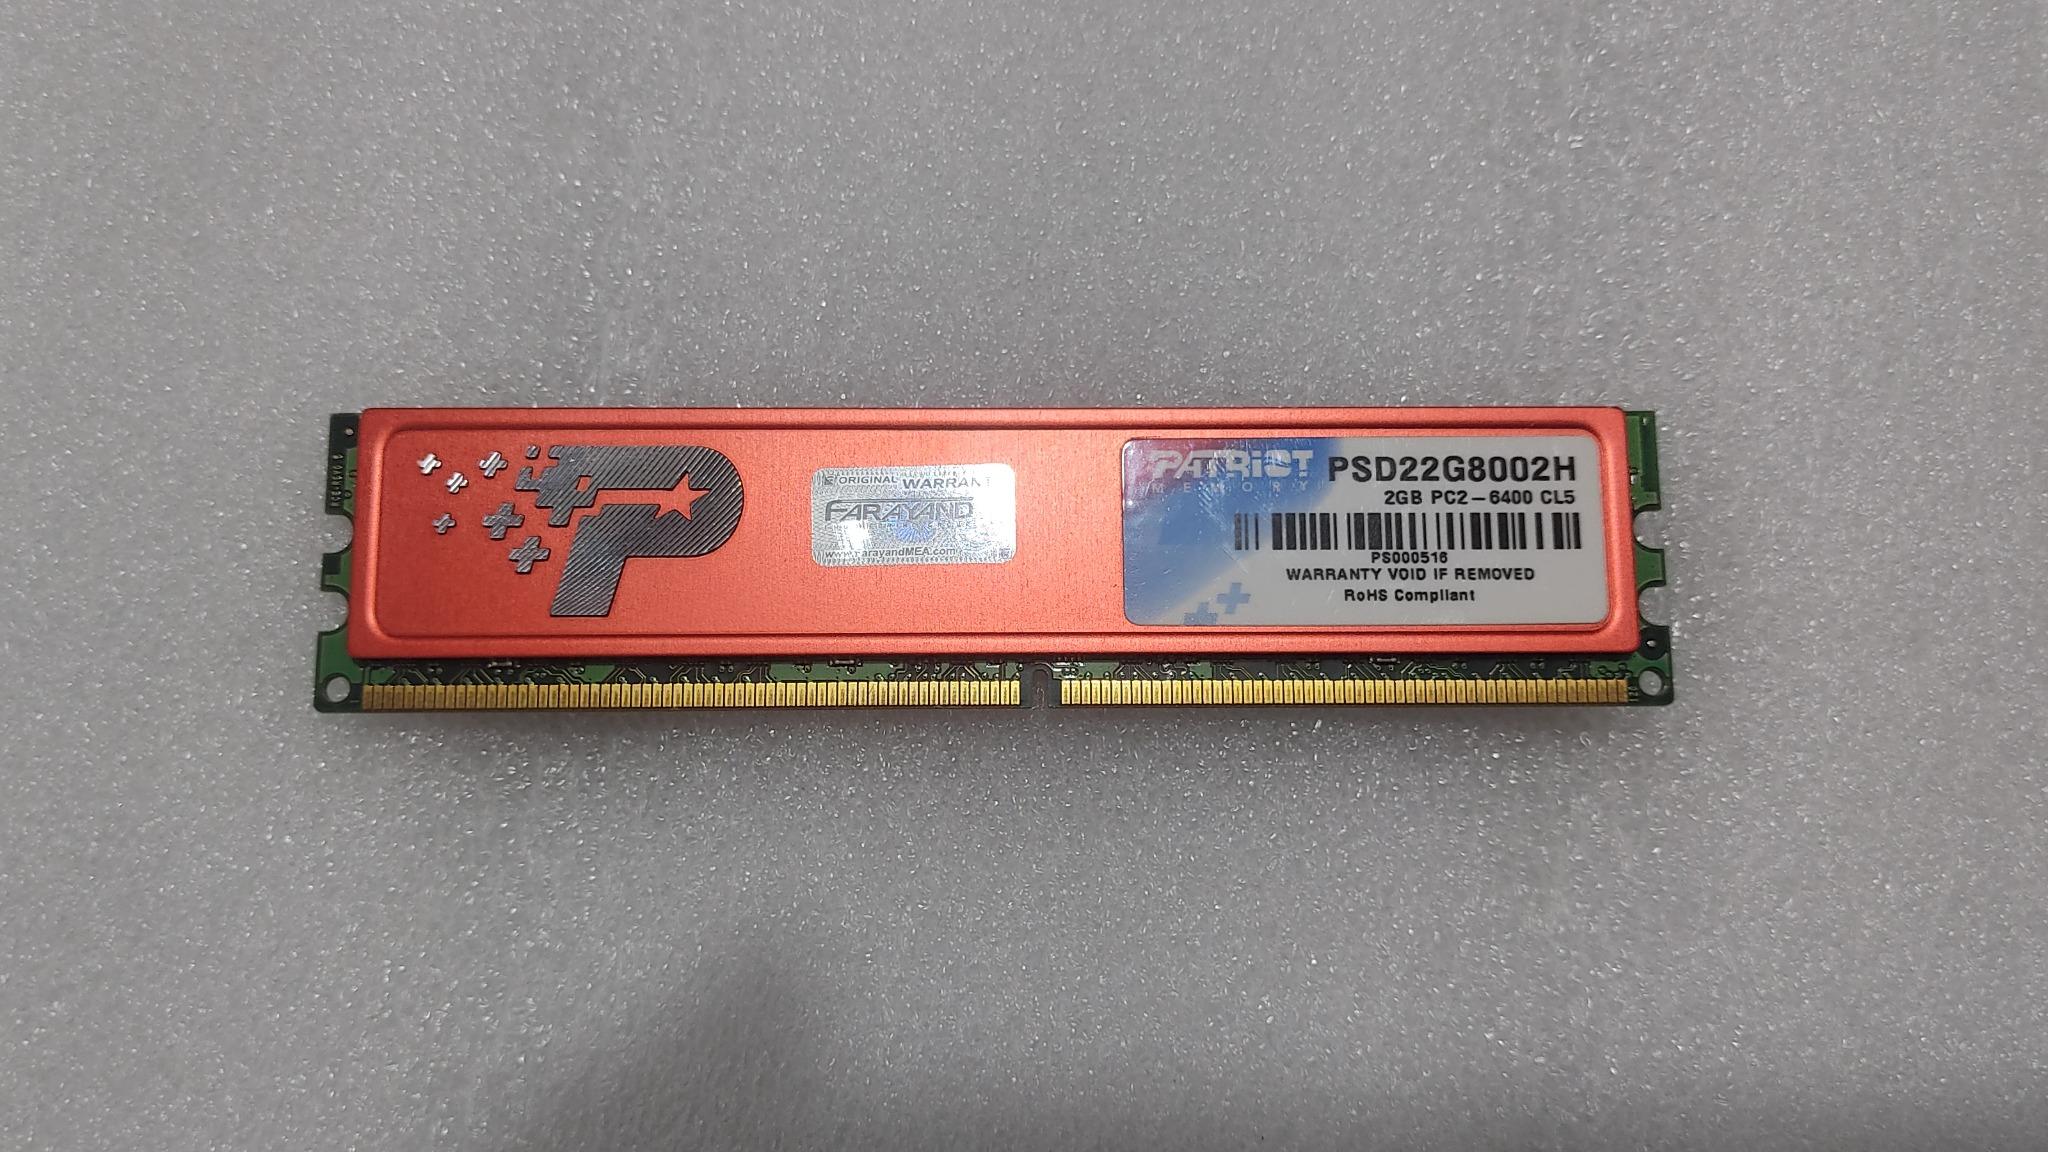 ORIGINAL WARRANT
FARAYAND
www.FarayandMEA.com
PATRIOT
MEMORY
PSD22G8002H
2GB PC2-6400 CL5
PS000516
WARRANTY VOID IF REMOVED
RoHS Compliant